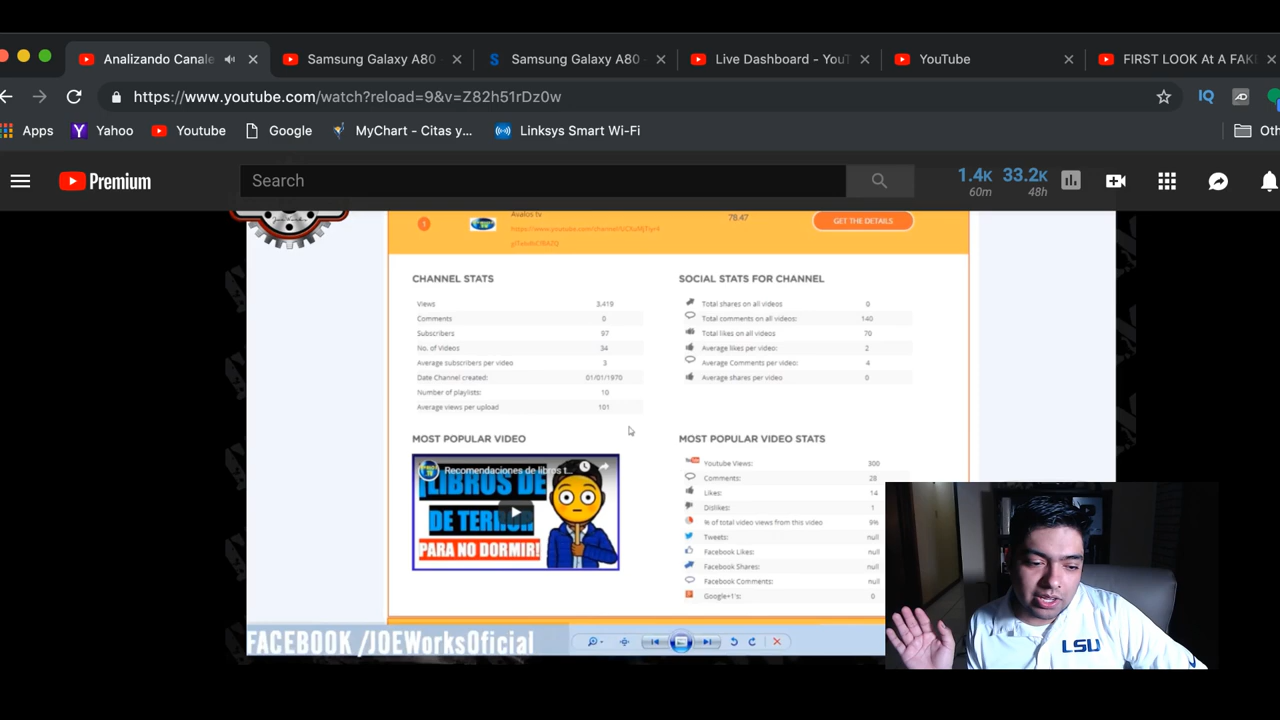 Analizando Canale
Samsung Galaxy A80
Samsung Galaxy A80
Live Dashboard - YouT
YouTube
FIRST LOOK At A FAKE
https://www.youtube.com/watch?reload=9&v=Z82h51rDz0w
Apps
Yahoo
Youtube
Google
MyChart - Citas y...
Linksys Smart Wi-Fi
Oth
Premium
Search
1.4K
60m
33.2K
48h
1
Avalos tv
78.47
GET THE DETAILS
CHANNEL STATS
Views 3,419
Comments 0
Subscribers 97
No. of Videos 34
Average subscribers per video 3
Date Channel created: 01/01/1970
Number of playlists: 10
Average views per upload 101
SOCIAL STATS FOR CHANNEL
Total shares on all videos 0
Total comments on all videos: 140
Total likes on all videos 70
Average likes per video: 2
Average Comments per video: 4
Average shares per video 0
MOST POPULAR VIDEO
Recomendaciones de libros t...
¡LIBROS DE
DE TERROR
PARA NO DORMIR!
MOST POPULAR VIDEO STATS
Youtube Views: 300
Comments: 28
Likes: 14
Dislikes: 1
% of total video views from this video 9%
Tweets: null
Facebook Likes: null
Facebook Shares: null
Facebook Comments: null
Google+1's: 0
FACEBOOK /JOEWorksOficial
LSU